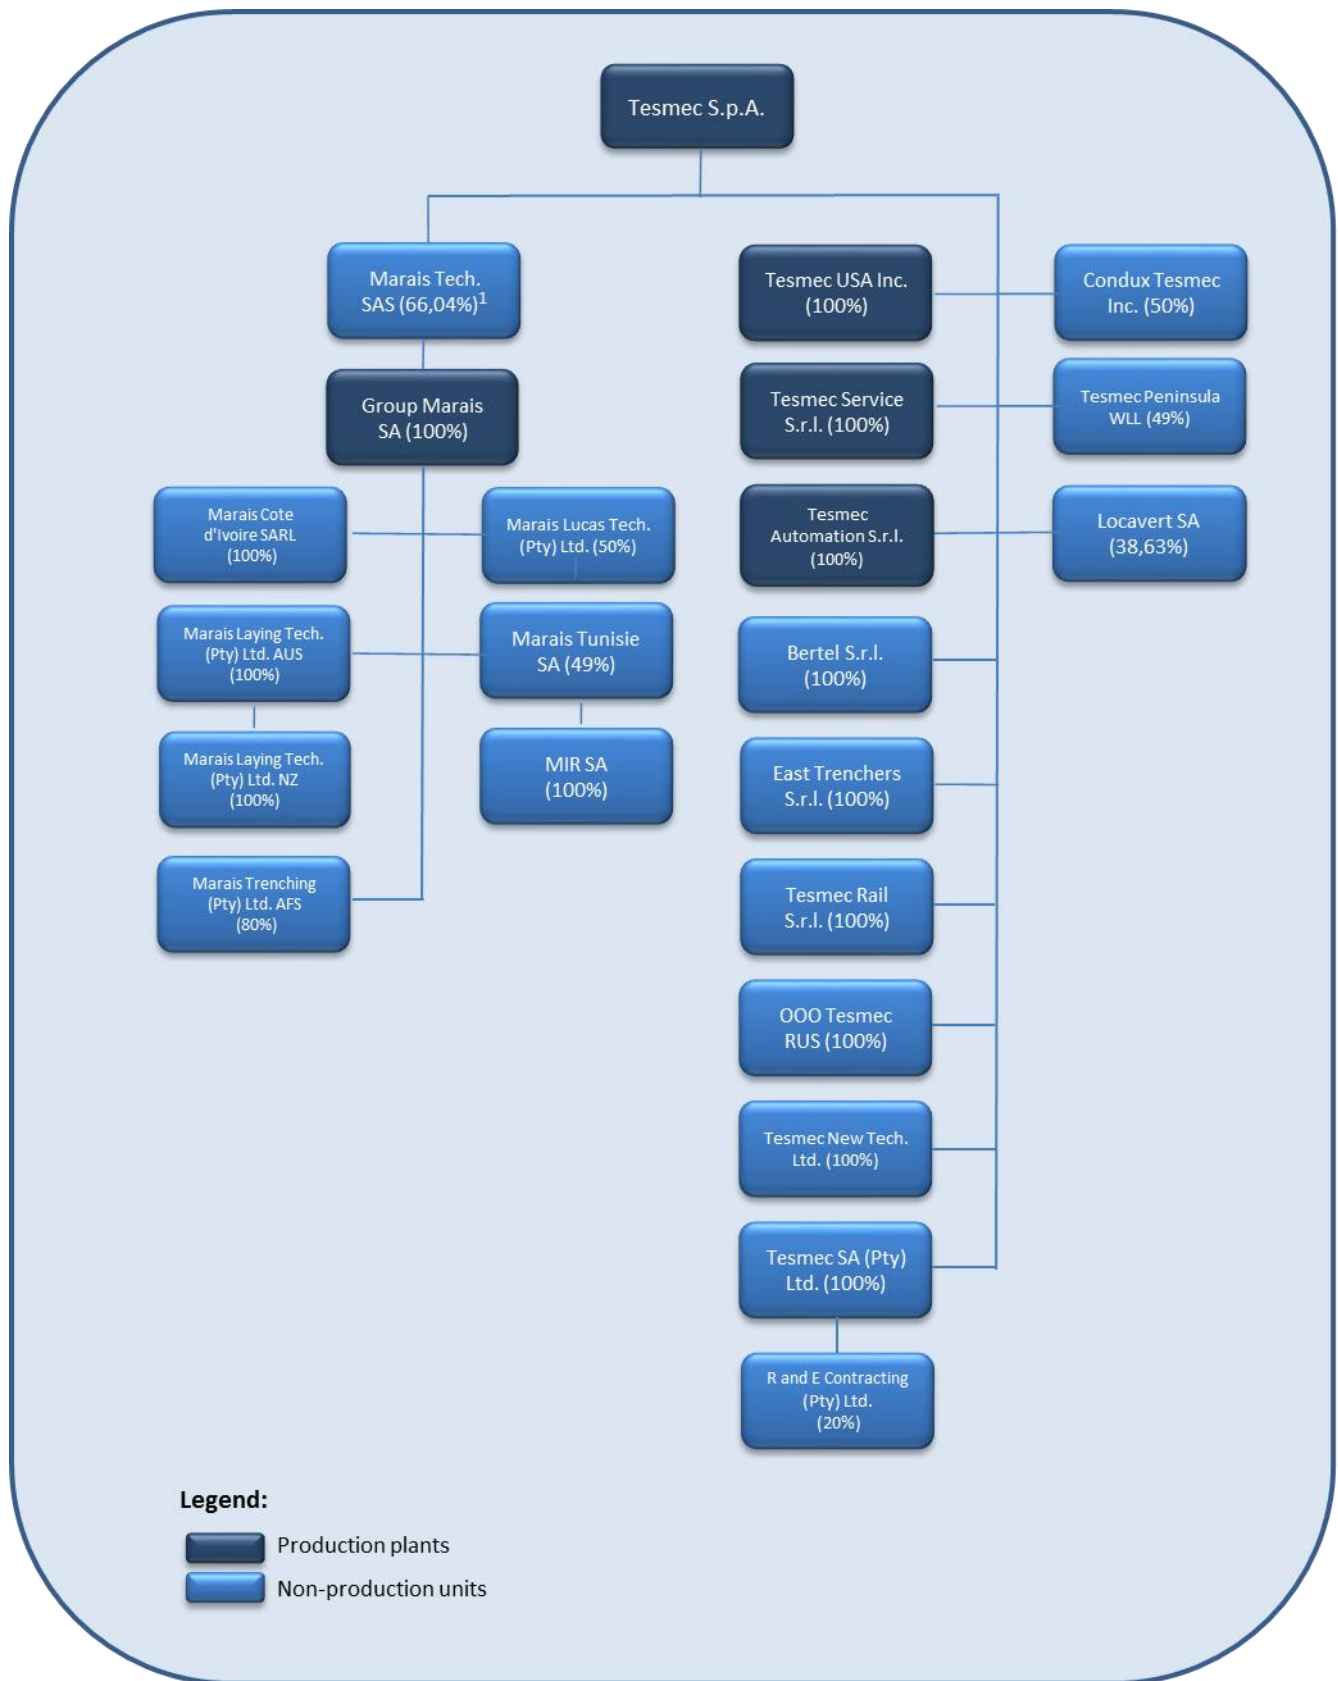 Tesmec S.p.A.
Marais Tech.
SAS (66,04%)1
Group Marais
SA (100%)
Marais Cote
d'Ivoire SARL
(100%)
Marais Lucas Tech.
(Pty) Ltd. (50%)
Marais Laying Tech.
(Pty) Ltd. AUS
(100%)
Marais Tunisie
SA (49%)
Marais Laying Tech.
(Pty) Ltd. NZ
(100%)
MIR SA
(100%)
Marais Trenching
(Pty) Ltd. AFS
(80%)
Tesmec USA Inc.
(100%)
Condux Tesmec
Inc. (50%)
Tesmec Service
S.r.l. (100%)
Tesmec Peninsula
WLL (49%)
Tesmec
Automation S.r.l.
(100%)
Locavert SA
(38,63%)
Bertel S.r.l.
(100%)
East Trenchers
S.r.l. (100%)
Tesmec Rail
S.r.l. (100%)
OOO Tesmec
RUS (100%)
Tesmec New Tech.
Ltd. (100%)
Tesmec SA (Pty)
Ltd. (100%)
R and E Contracting
(Pty) Ltd.
(20%)
Legend:
Production plants
Non-production units